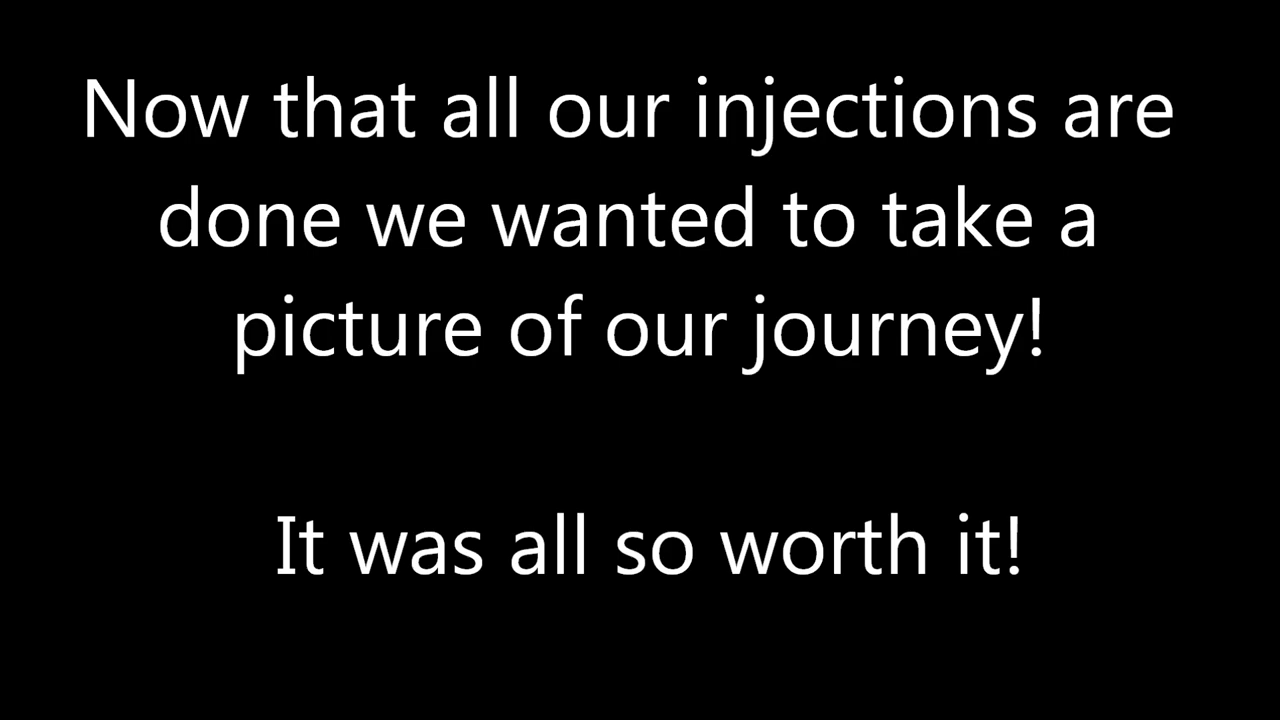 Now that all our injections are
done we wanted to take a
picture of our journey!
It was all so worth it!